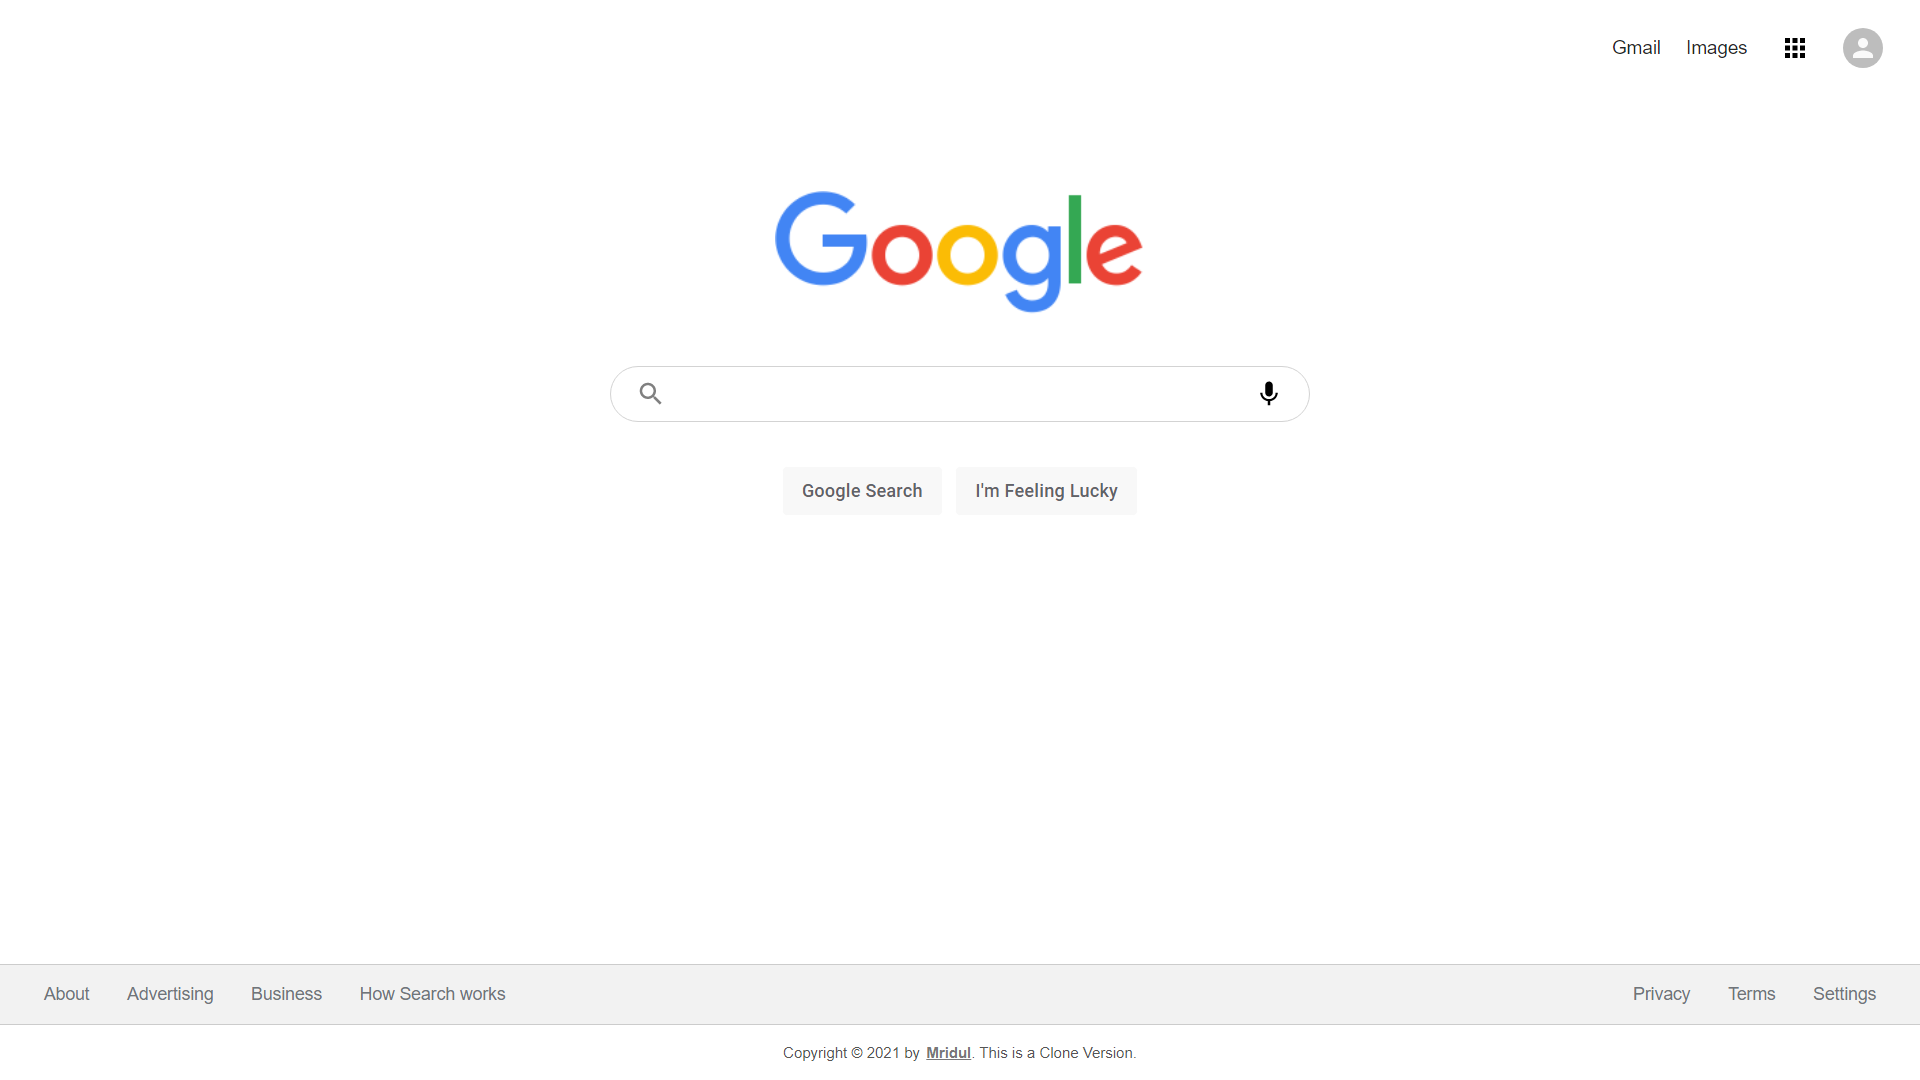 Gmail Images
Google
Google Search I'm Feeling Lucky
About Advertising Business How Search works Privacy Terms Settings
Copyright © 2021 by Mridul. This is a Clone Version.